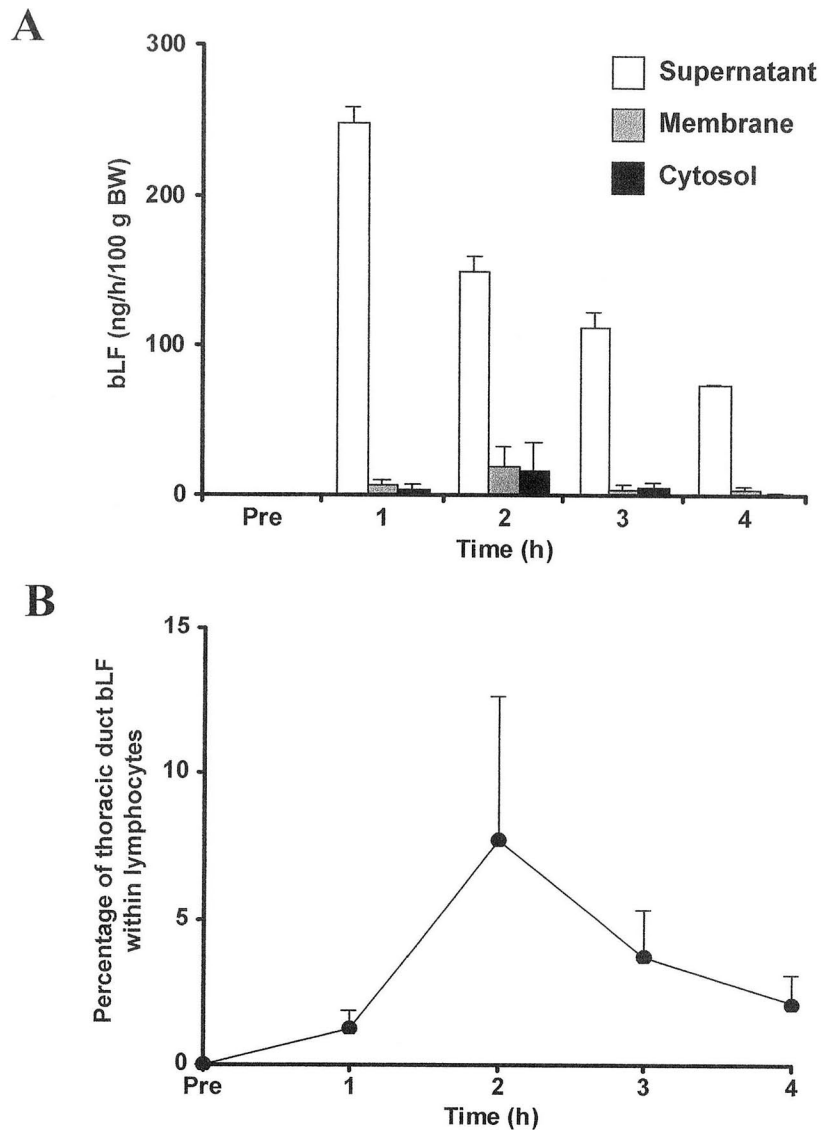 A
300
200
100
0
bLF (ng/h/100 g BW)
Supernatant
Membrane
Cytosol
Pre 1 2 3 4
Time (h)
B
15
10
5
0
Percentage of thoracic duct bLF
within lymphocytes
Pre 1 2 3 4
Time (h)